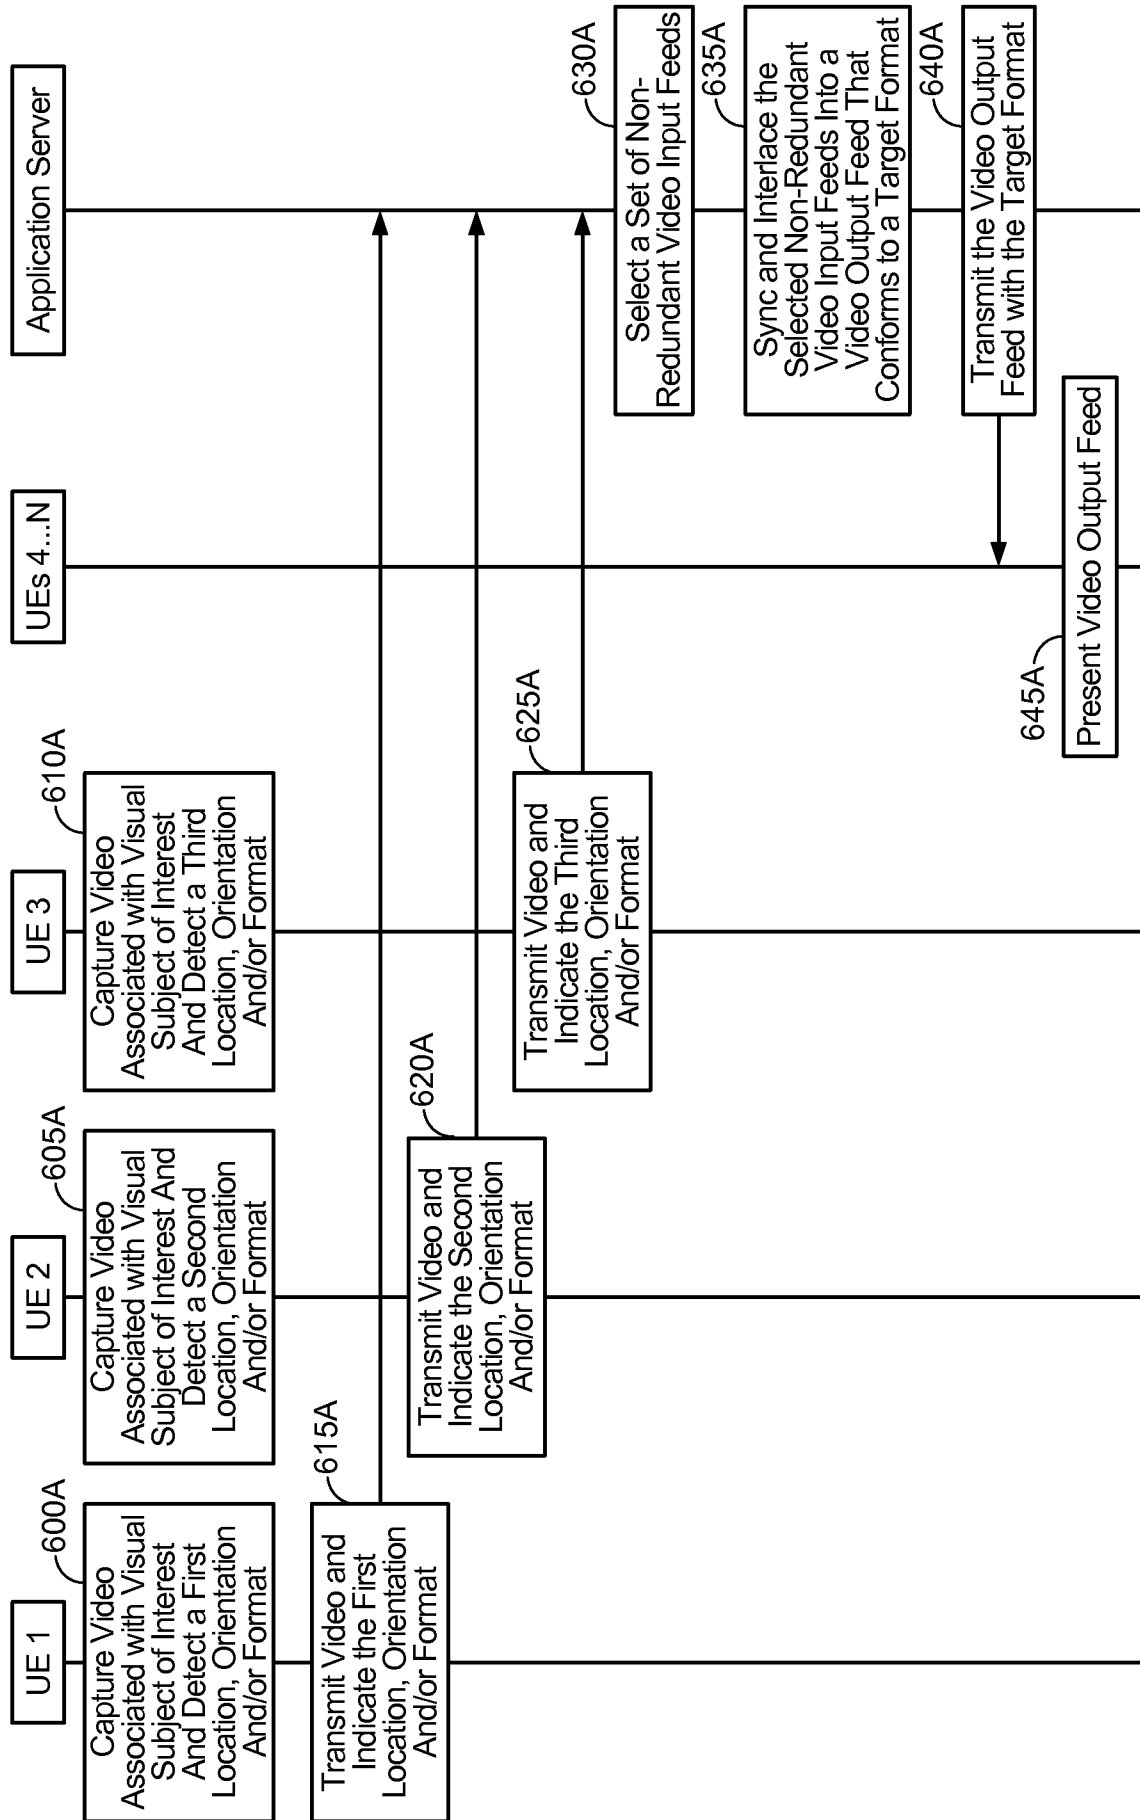 UE 1
UE 2
UE 3
UEs 4...N
Application Server
600A
Capture Video
Associated with Visual
Subject of Interest
And Detect a First
Location, Orientation
And/or Format
605A
Capture Video
Associated with Visual
Subject of Interest And
Detect a Second
Location, Orientation
And/or Format
610A
Capture Video
Associated with Visual
Subject of Interest
And Detect a Third
Location, Orientation
And/or Format
615A
Transmit Video and
Indicate the First
Location, Orientation
And/or Format
620A
Transmit Video and
Indicate the Second
Location, Orientation
And/or Format
625A
Transmit Video and
Indicate the Third
Location, Orientation
And/or Format
630A
Select a Set of Non-
Redundant Video Input Feeds
635A
Sync and Interlace the
Selected Non-Redundant
Video Input Feeds Into a
Video Output Feed That
Conforms to a Target Format
640A
Transmit the Video Output
Feed with the Target Format
645A
Present Video Output Feed